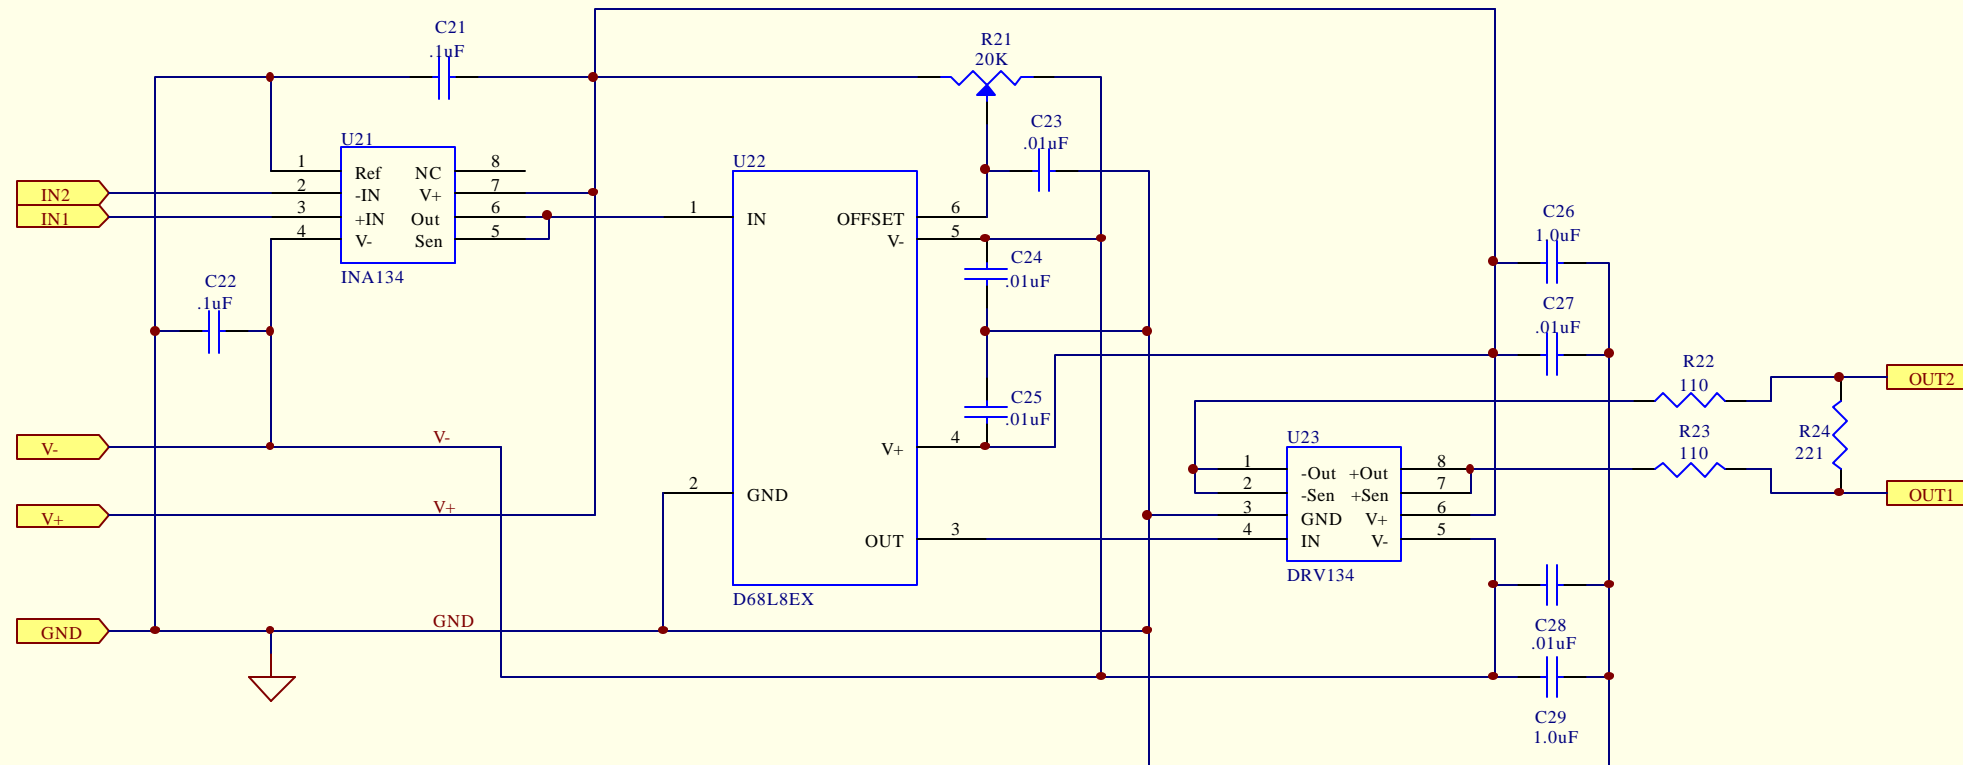 C21
.1uF
R21
20K
C23
.01uF
U21
1
Ref
NC
8
2
-IN
V+
7
3
+IN
Out
6
4
V-
Sen
5
INA134
IN2
IN1
C22
.1uF
U22
1
IN
OFFSET
6
V-
5
C24
.01uF
C25
.01uF
V+
4
2
GND
OUT
3
D68L8EX
C26
1.0uF
C27
.01uF
R22
110
R23
110
R24
221
OUT2
OUT1
U23
1
-Out
+Out
8
2
-Sen
+Sen
7
3
GND
V+
6
4
IN
V-
5
DRV134
V-
V-
V+
V+
GND
GND
C28
.01uF
C29
1.0uF